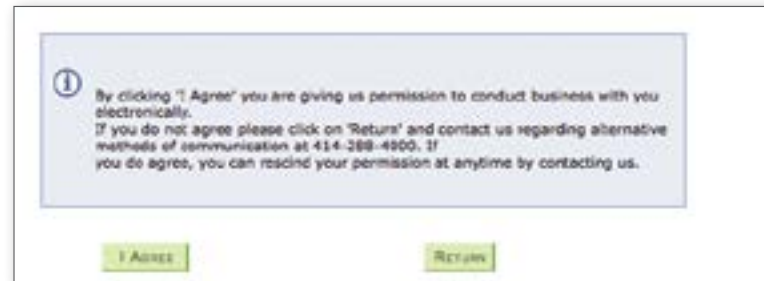 By clicking 'I Agree' you are giving us permission to conduct business with you
electronically.
If you do not agree please click on 'Return' and contact us regarding alternative
methods of communication at 414-288-4000. If
you do agree, you can rescind your permission at anytime by contacting us.
I AGREE
RETURN